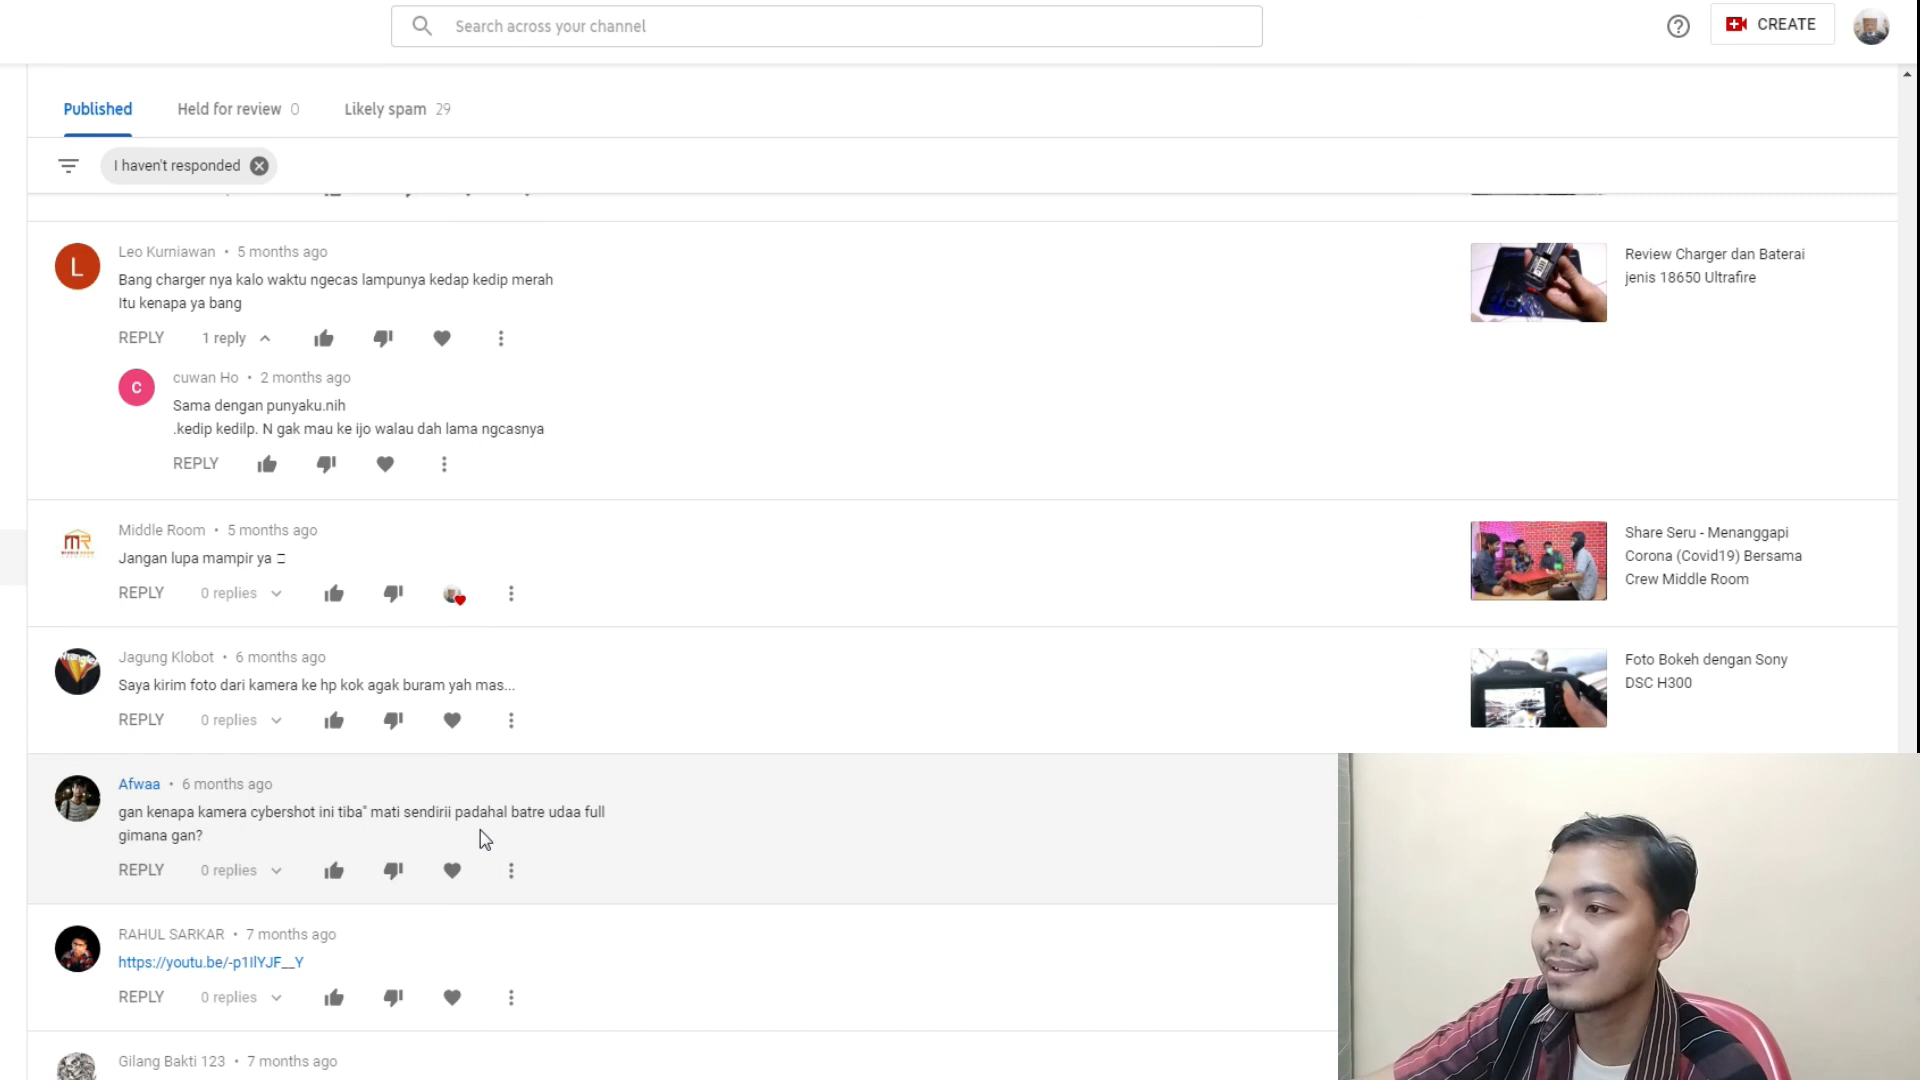 Search across your channel
CREATE
Published
Held for review 0
Likely spam 29
I haven't responded
Leo Kurniawan • 5 months ago
Bang charger nya kalo waktu ngecas lampunya kedap kedip merah
Itu kenapa ya bang
REPLY
1 reply
Review Charger dan Baterai
jenis 18650 Ultrafire
L
cuwan Ho • 2 months ago
Sama dengan punyaku.nih
.kedip kedilp. N gak mau ke ijo walau dah lama ngcasnya
REPLY
C
Middle Room • 5 months ago
Jangan lupa mampir ya
REPLY
0 replies
MR
Share Seru - Menanggapi
Corona (Covid19) Bersama
Crew Middle Room
Jagung Klobot • 6 months ago
Saya kirim foto dari kamera ke hp kok agak buram yah mas...
REPLY
0 replies
Foto Bokeh dengan Sony
DSC H300
Afwaa • 6 months ago
gan kenapa kamera cybershot ini tiba" mati sendirii padahal batre udaa full
gimana gan?
REPLY
0 replies
RAHUL SARKAR • 7 months ago
https://youtu.be/-p1IlYJF__Y
REPLY
0 replies
Gilang Bakti 123 • 7 months ago